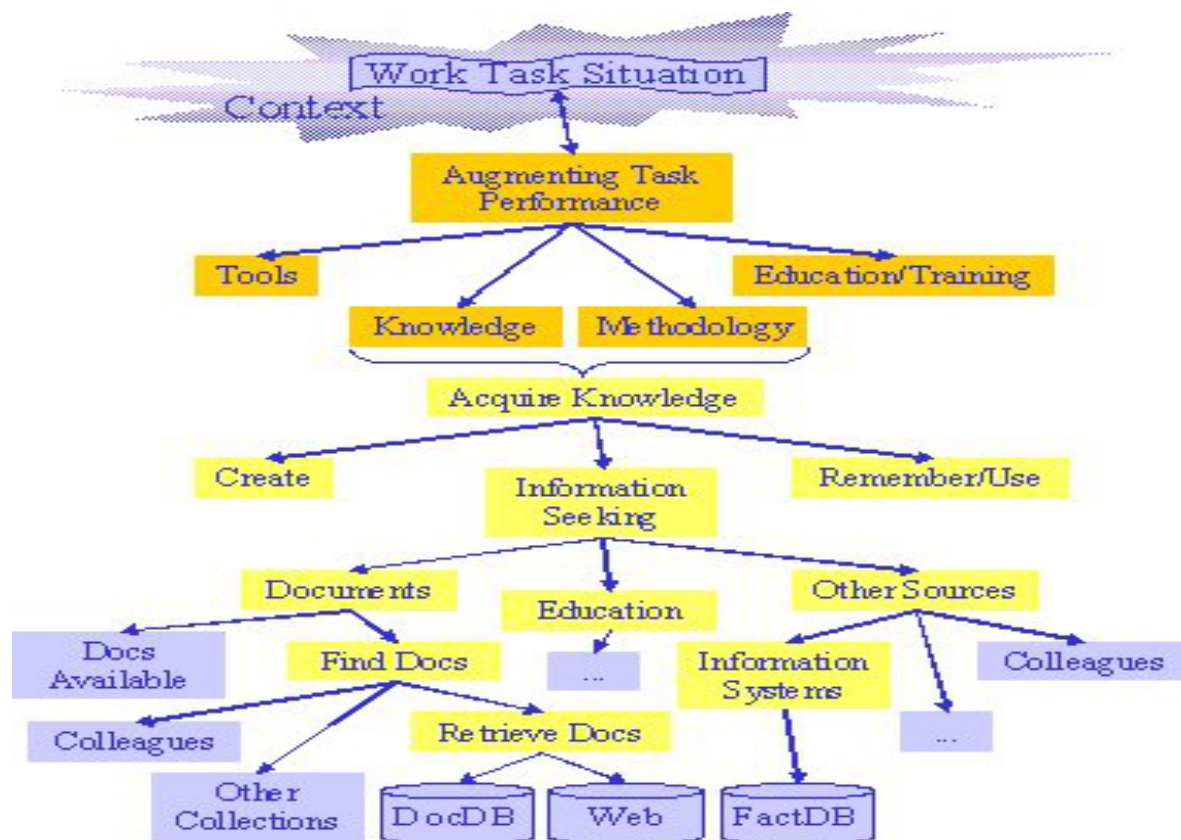 Work Task Situation
Context
Augmenting Task
Performance
Tools
Education/Training
Knowledge
Methodology
Acquire Knowledge
Create
Information
Seeking
Remember/Use
Documents
Education
Other Sources
Docs
Available
Find Docs
...
Information
Systems
Colleagues
Colleagues
Retrieve Docs
...
Other
Collections
DocDB
Web
FactDB